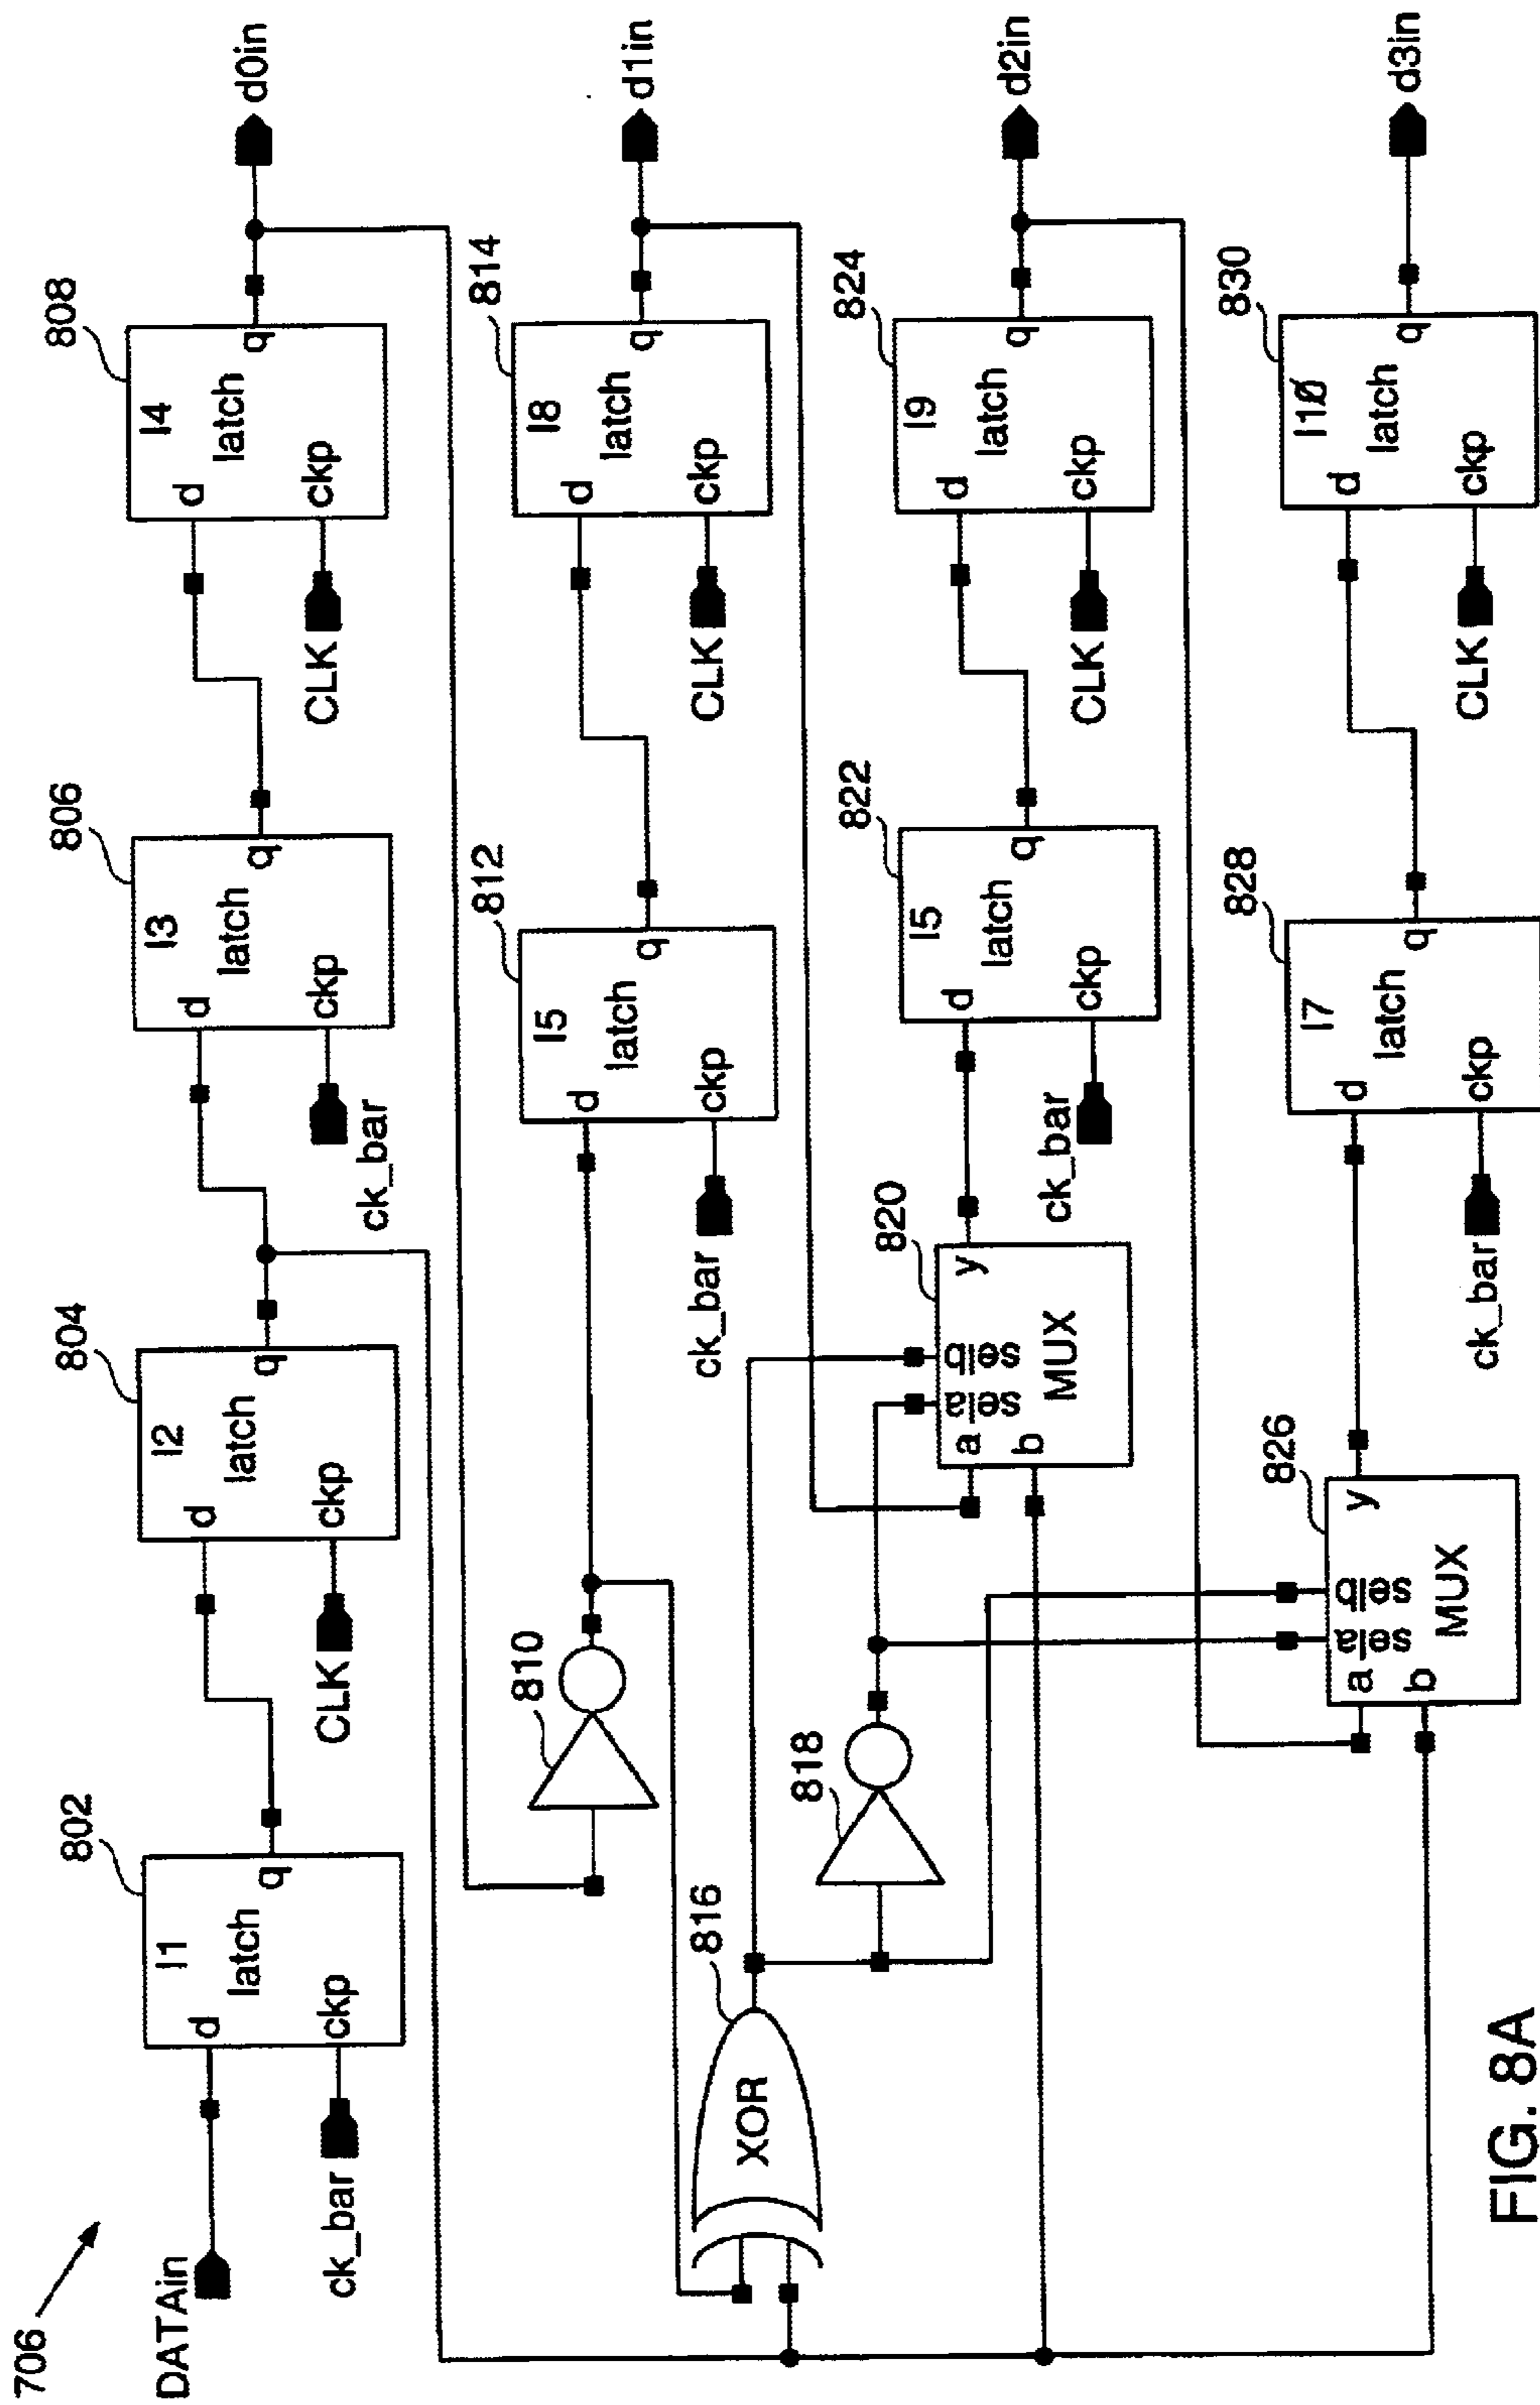 706
DATAin
802
I1
d
latch
q
ckp
ck_bar
804
I2
d
latch
q
ckp
CLK
806
I3
d
latch
q
ckp
ck_bar
808
I4
d
latch
q
ckp
CLK
d0in
810
812
I5
d
latch
q
ckp
ck_bar
814
I8
d
latch
q
ckp
CLK
d1in
816
XOR
818
820
sela
selb
a
b
y
MUX
822
I5
d
latch
q
ckp
ck_bar
824
I9
d
latch
q
ckp
CLK
d2in
826
sela
selb
a
b
y
MUX
828
I7
d
latch
q
ckp
ck_bar
830
I1Ø
d
latch
q
ckp
CLK
d3in
FIG. 8A